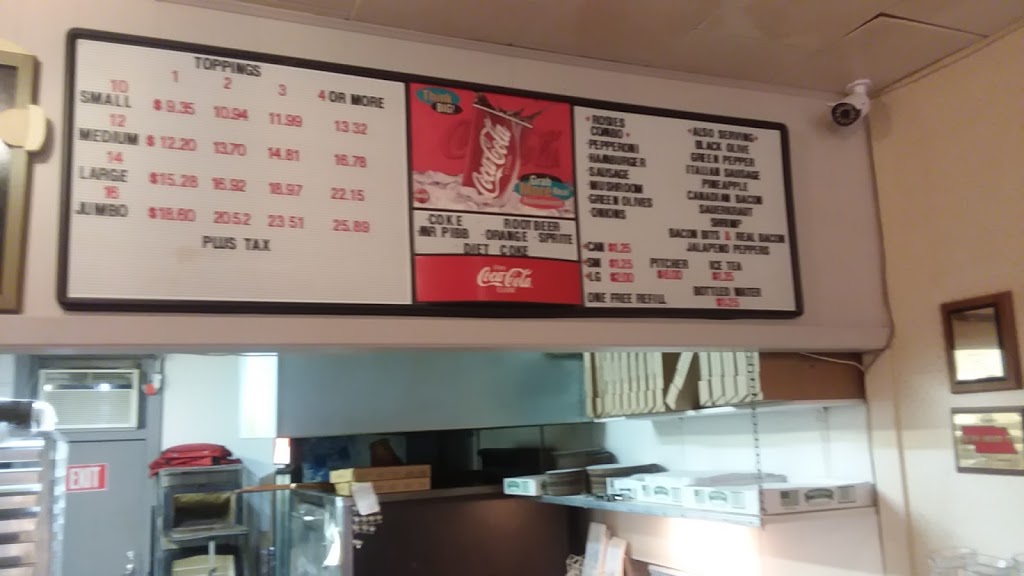 TOPPINGS
1 2 3 4 OR MORE
10
SMALL $ 9.35 10.94 11.99 13.32
12
MEDIUM $ 12.20 13.70 14.81 16.78
14
LARGE $15.28 16.92 18.97 22.15
16
JUMBO $18.60 20.52 23.51 25.89
PLUS TAX
Coca-Cola
-COKE ROOTBEER
-MR PIBB -ORANGE -SPRITE
DIET COKE
Coca-Cola
ROSIES
COMBO
-PEPPERONI
-HAMBURGER
-SAUSAGE
MUSHROOM
GREEN OLIVES
-ONIONS
ALSO SERVING
BLACK OLIVE
GREEN PEPPER
ITALIAN SAUSAGE
PINEAPPLE
CANADIAN BACON
SAUERKRAUT
SHRIMP
BACON BITS & REAL BACON
JALAPENO PEPPERS
-CAN $1.25
-SM $1.25 PITCHER ICE TEA
-LG $2.00
ONE FREE REFILL
BOTTLED WATER
EXIT